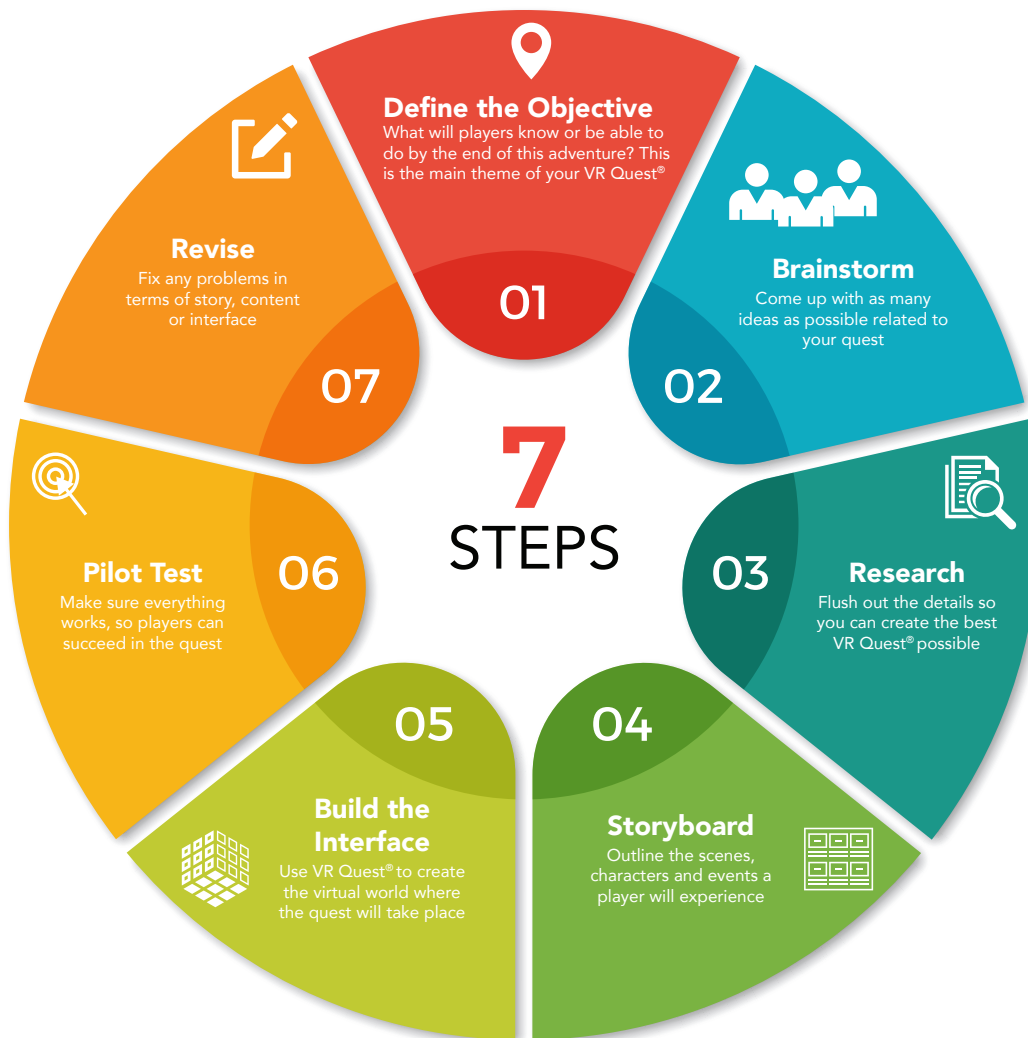 Define the Objective
What will players know or be able to
do by the end of this adventure? This
is the main theme of your VR Quest®
01
Brainstorm
Come up with as many
ideas as possible related to
your quest
02
Research
Flush out the details so
you can create the best
VR Quest® possible
03
Storyboard
Outline the scenes,
characters and events a
player will experience
04
Build the
Interface
Use VR Quest® to create
the virtual world where
the quest will take place
05
Pilot Test
Make sure everything
works, so players can
succeed in the quest
06
Revise
Fix any problems in
terms of story, content
or interface
07
7
STEPS